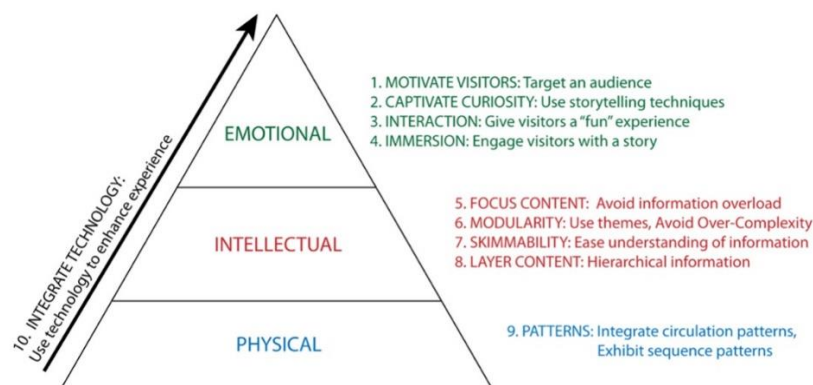 1. MOTIVATE VISITORS: Target an audience
2. CAPTIVATE CURIOSITY: Use storytelling techniques
3. INTERACTION: Give visitors a "fun" experience
4. IMMERSION: Engage visitors with a story
EMOTIONAL
5. FOCUS CONTENT: Avoid information overload
6. MODULARITY: Use themes, Avoid Over-Complexity
7. SKIMMABILITY: Ease understanding of information
8. LAYER CONTENT: Hierarchical information
INTELLECTUAL
9. PATTERNS: Integrate circulation patterns,
Exhibit sequence patterns
PHYSICAL
10. INTEGRATE TECHNOLOGY:
Use technology to enhance experience